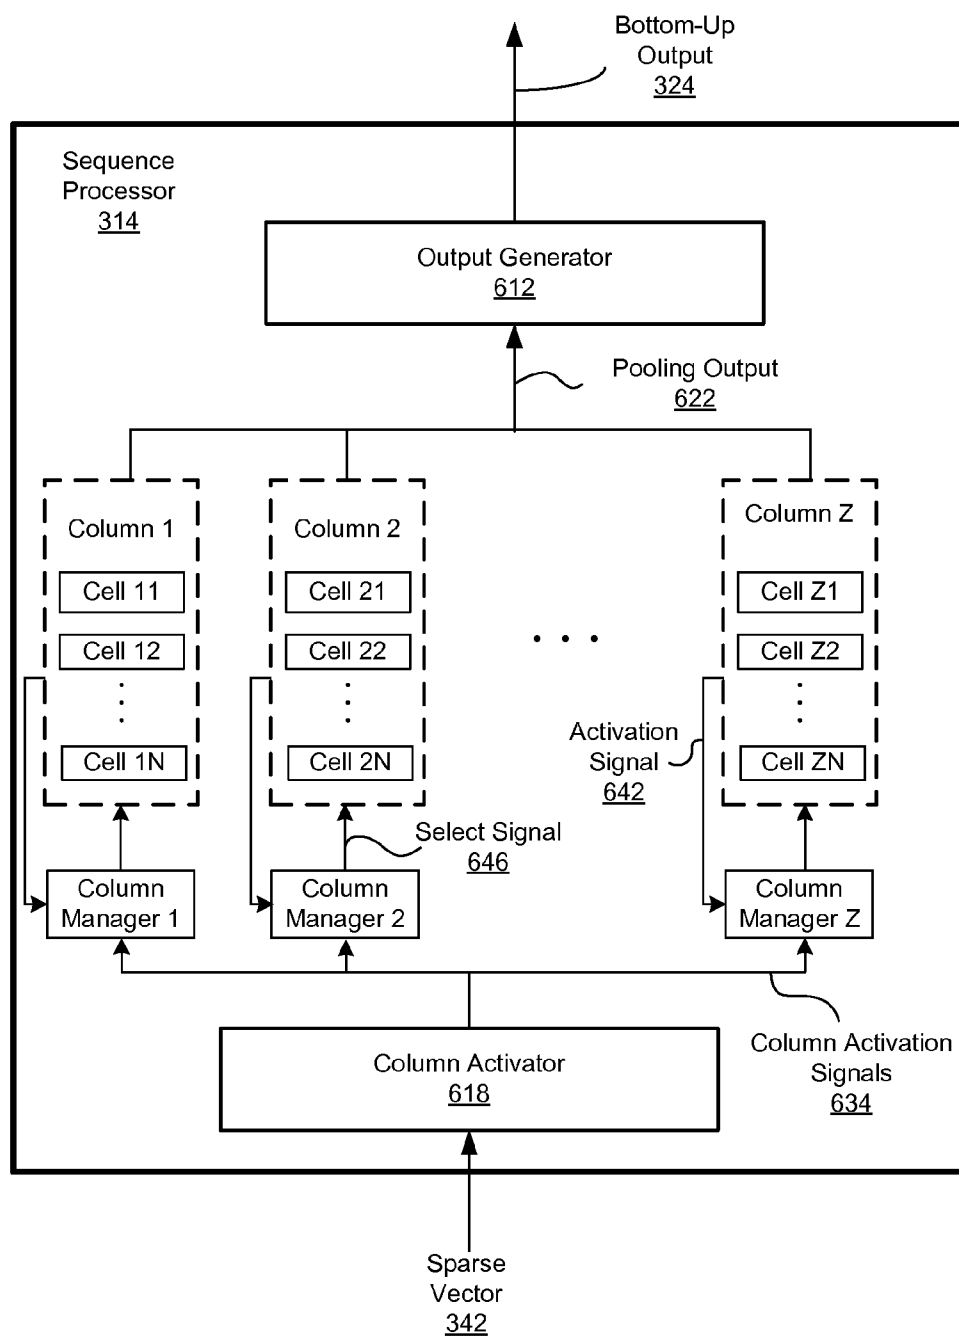 Bottom-Up
Output
324
Sequence
Processor
314
Output Generator
612
Pooling Output
622
Column 1
Cell 11
Cell 12
Cell 1N
Column 2
Cell 21
Cell 22
Cell 2N
Column Z
Cell Z1
Cell Z2
Cell ZN
Activation
Signal
642
Select Signal
646
Column
Manager 1
Column
Manager 2
Column
Manager Z
Column Activator
618
Column Activation
Signals
634
Sparse
Vector
342